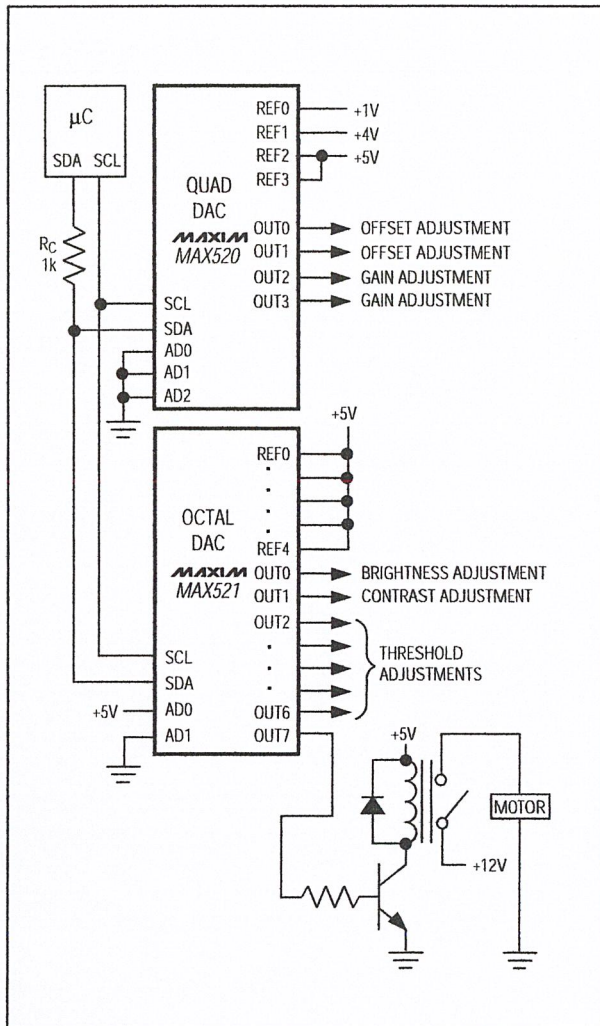 µC
SDA SCL
RC
1k
QUAD
DAC
MAXIM
MAX520
REF0
REF1
REF2
REF3
+1V
+4V
+5V
OUT0
OUT1
OUT2
OUT3
OFFSET ADJUSTMENT
OFFSET ADJUSTMENT
GAIN ADJUSTMENT
GAIN ADJUSTMENT
SCL
SDA
AD0
AD1
AD2
+5V
OCTAL
DAC
MAXIM
MAX521
REF0
REF4
OUT0
OUT1
OUT2
OUT6
OUT7
BRIGHTNESS ADJUSTMENT
CONTRAST ADJUSTMENT
THRESHOLD
ADJUSTMENTS
SCL
SDA
+5V
AD0
AD1
+5V
MOTOR
+12V